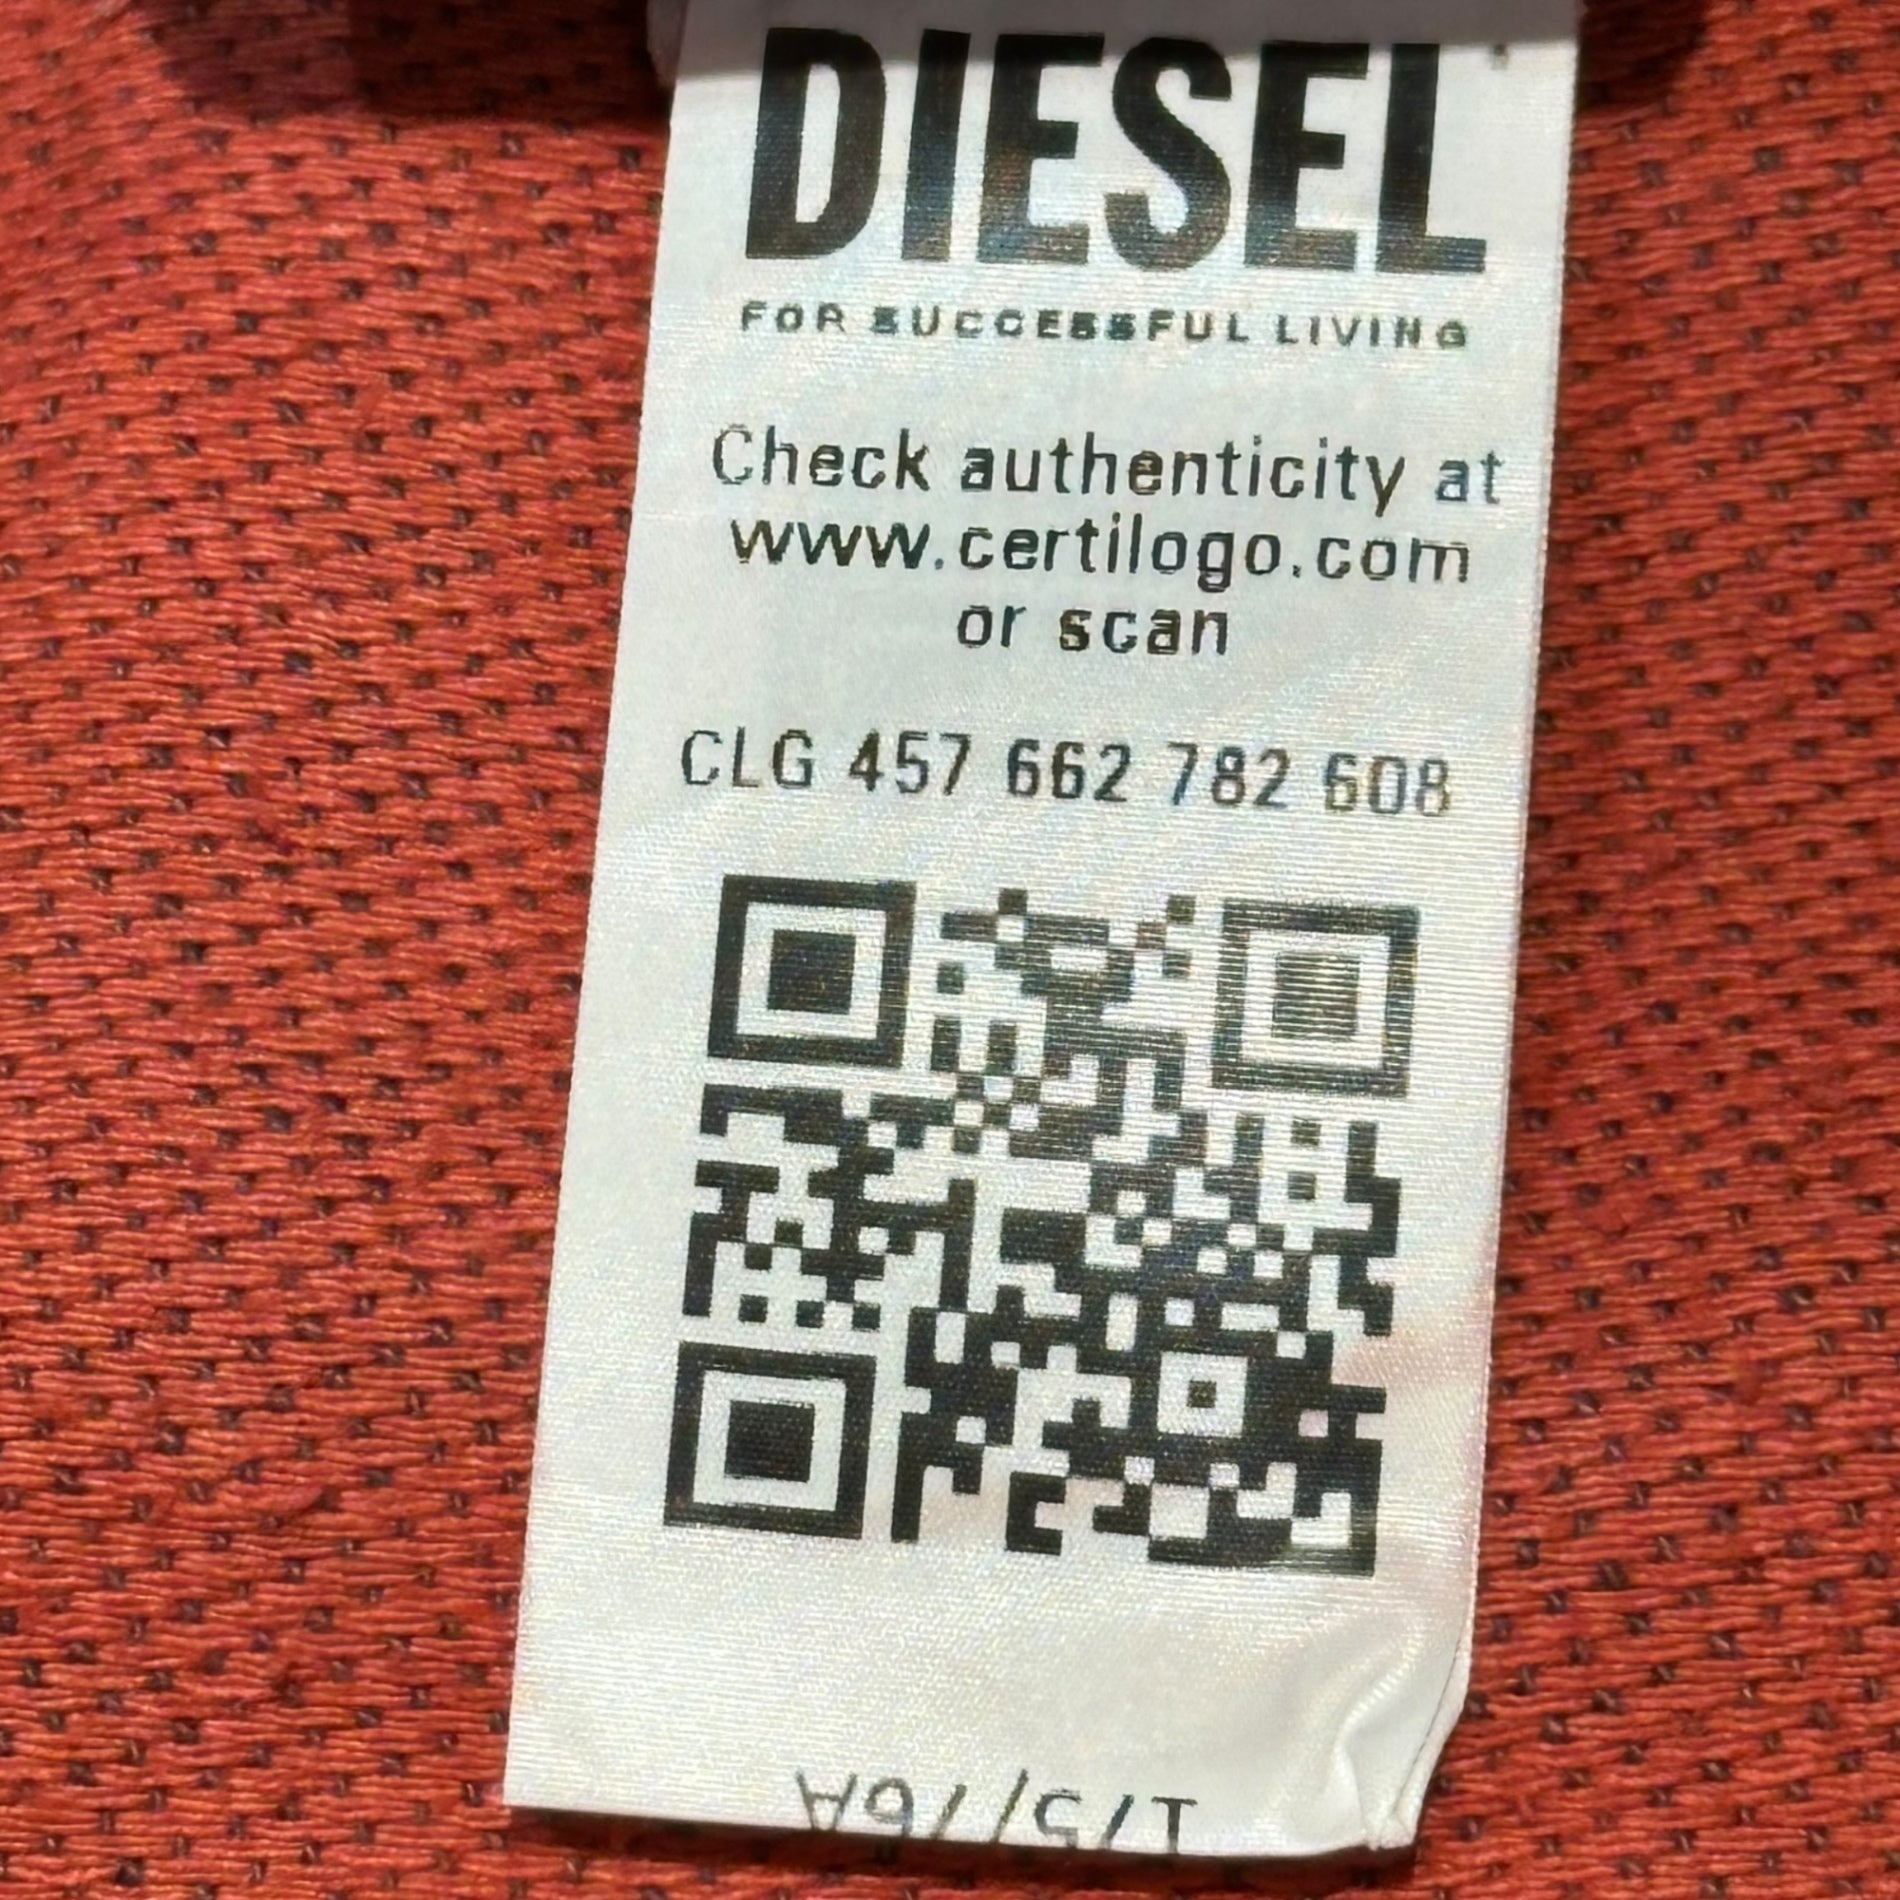 DIESEL
FOR SUCCESSFUL LIVING
Check authenticity at
www.certilogo.com
or scan
CLG 457 662 782 608